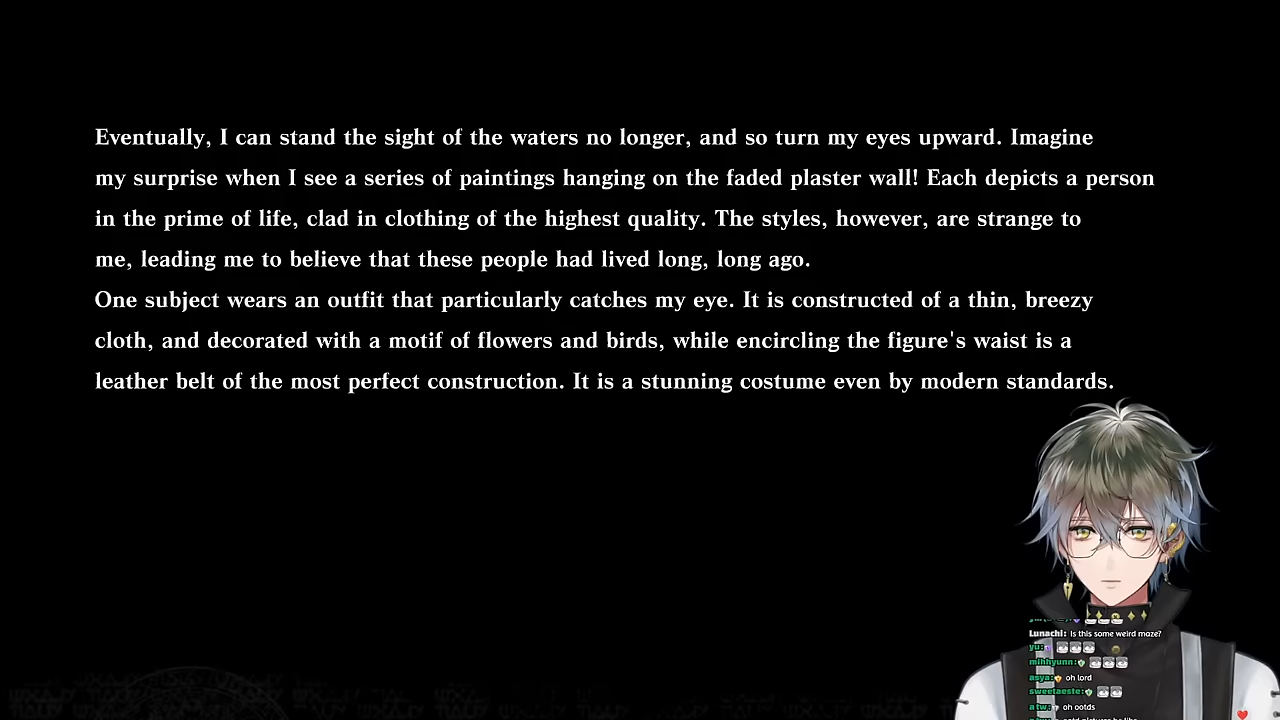 Eventually, I can stand the sight of the waters no longer, and so turn my eyes upward. Imagine
my surprise when I see a series of paintings hanging on the faded plaster wall! Each depicts a person
in the prime of life, clad in clothing of the highest quality. The styles, however, are strange to
me, leading me to believe that these people had lived long, long ago.
One subject wears an outfit that particularly catches my eye. It is constructed of a thin, breezy
cloth, and decorated with a motif of flowers and birds, while encircling the figure's waist is a
leather belt of the most perfect construction. It is a stunning costume even by modern standards.
Lunachi: Is this some weird maze?
yu:
mihhyunn:
asya: oh lord
sweetaeste:
a tw: oh ootds